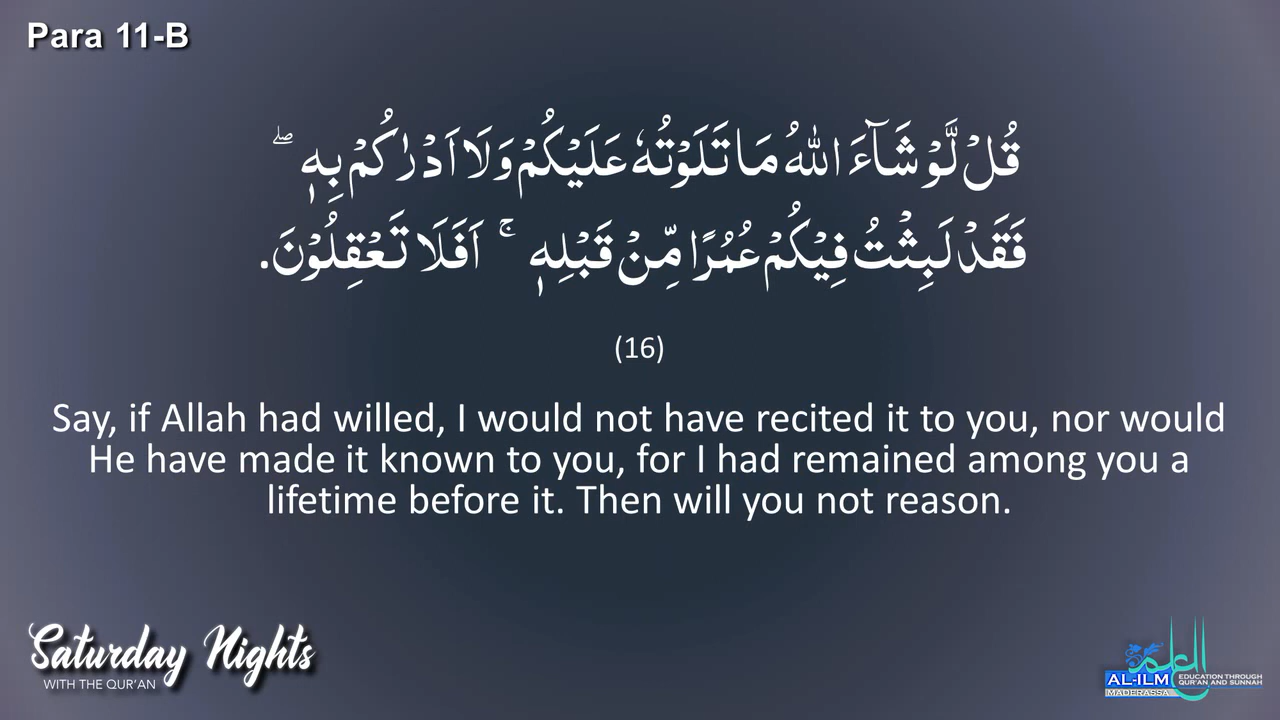 Para 11-B
قُلْ لَّوْ شَآءَ اللهُ مَا تَلَوْتُهٗ عَلَيْكُمْ وَلَا اَدْرٰىكُمْ بِهٖ ۖ
فَقَدْ لَبِثْتُ فِيْكُمْ عُمُرًا مِّنْ قَبْلِهٖ ۚ اَفَلَا تَعْقِلُوْنَ.
(16)
Say, if Allah had willed, I would not have recited it to you, nor would
He have made it known to you, for I had remained among you a
lifetime before it. Then will you not reason.
Saturday Nights
WITH THE QUR'AN
العلم
AL-ILM
MADERASSA
EDUCATION THROUGH
QUR'AN AND SUNNAH